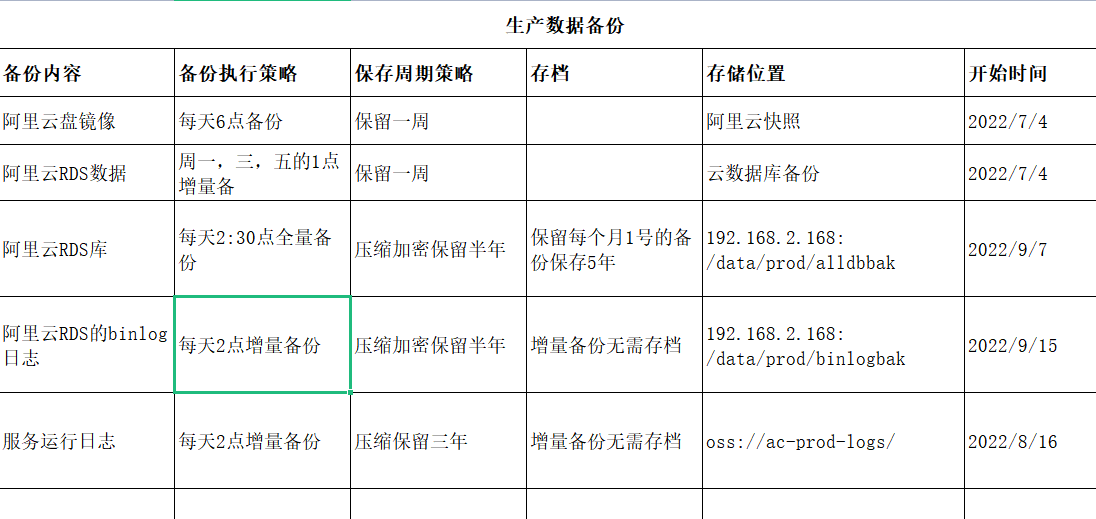 生产数据备份
备份内容 备份执行策略 保存周期策略 存档 存储位置 开始时间
阿里云盘镜像 每天6点备份 保留一周 阿里云快照 2022/7/4
阿里云RDS数据 周一，三，五的1点
增量备 保留一周 云数据库备份 2022/7/4
阿里云RDS库 每天2:30点全量备
份 压缩加密保留半年 保留每个月1号的备
份保存5年 192.168.2.168:
/data/prod/alldbbak 2022/9/7
阿里云RDS的binlog
日志 每天2点增量备份 压缩加密保留半年 增量备份无需存档 192.168.2.168:
/data/prod/binlogbak 2022/9/15
服务运行日志 每天2点增量备份 压缩保留三年 增量备份无需存档 oss://ac-prod-logs/ 2022/8/16